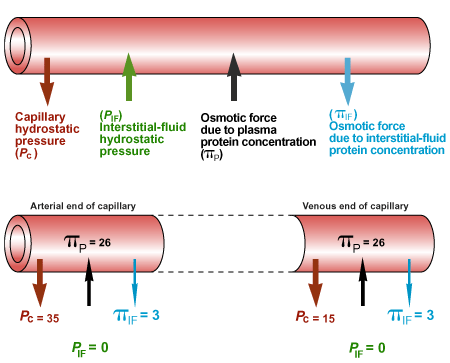 Capillary
hydrostatic
pressure
(Pc)
(PIF)
Interstitial-fluid
hydrostatic
pressure
Osmotic force
due to plasma
protein concentration
(πP)
(πIF)
Osmotic force
due to interstitial-fluid
protein concentration
Arterial end of capillary
Venous end of capillary
πP = 26
πP = 26
Pc = 35
πIF = 3
Pc = 15
πIF = 3
PIF = 0
PIF = 0